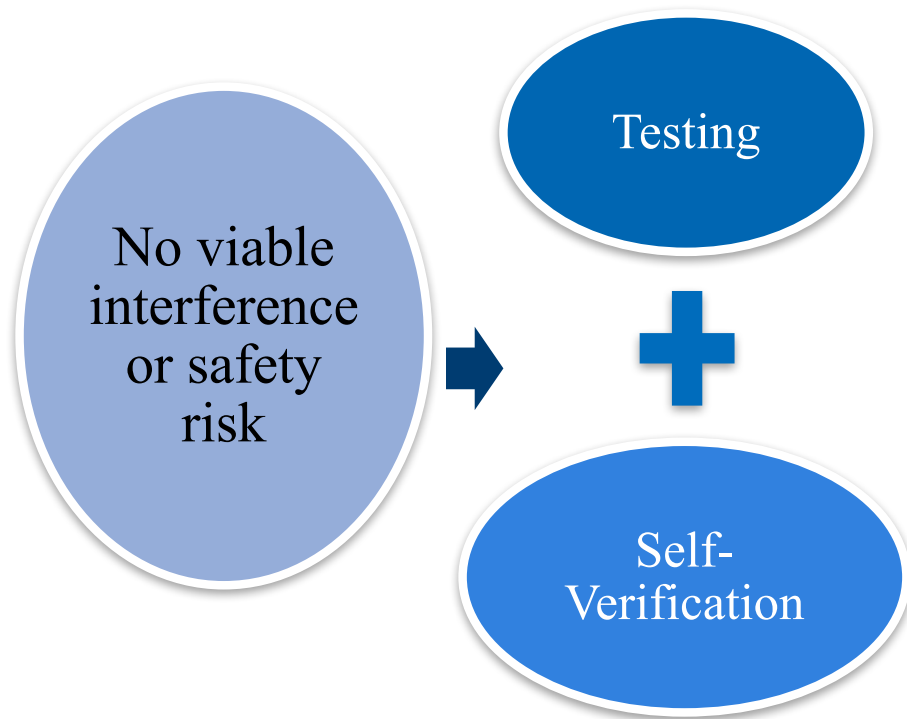 No viable
interference
or safety
risk
Testing
Self-
Verification